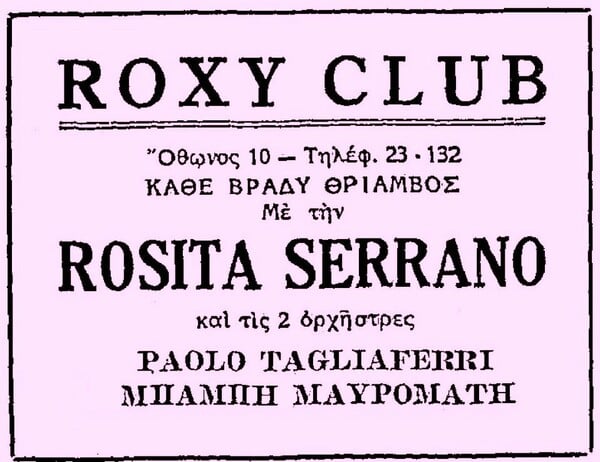 ROXY CLUB
Ὄθωνος 10 — Τηλέφ. 23 - 132
ΚΑΘΕ ΒΡΑΔΥ ΘΡΙΑΜΒΟΣ
Μὲ τὴν
ROSITA SERRANO
καὶ τὶς 2 ὀρχῆστρες
PAOLO TAGLIAFERRI
ΜΠΑΜΠΗ ΜΑΥΡΟΜΑΤΗ